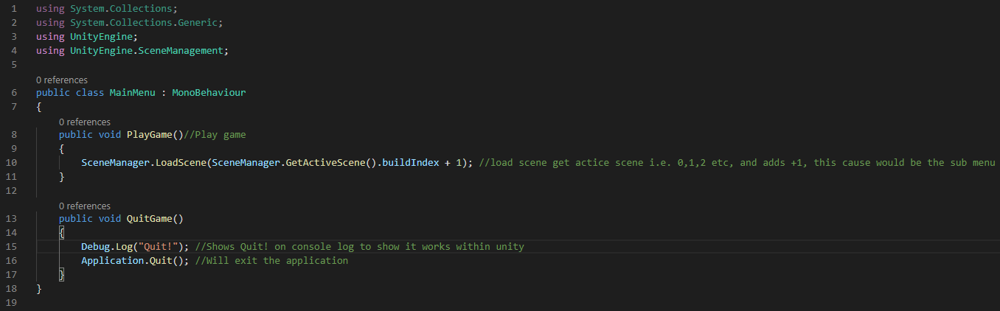 1 using System.Collections;
2 using System.Collections.Generic;
3 using UnityEngine;
4 using UnityEngine.SceneManagement;
5
0 references
6 public class MainMenu : MonoBehaviour
7 {
0 references
8 public void PlayGame()//Play game
9 {
10 SceneManager.LoadScene(SceneManager.GetActiveScene().buildIndex + 1); //load scene get actice scene i.e. 0,1,2 etc, and adds +1, this cause would be the sub menu
11 }
12
0 references
13 public void QuitGame()
14 {
15 Debug.Log("Quit!"); //Shows Quit! on console log to show it works within unity
16 Application.Quit(); //Will exit the application
17 }
18 }
19